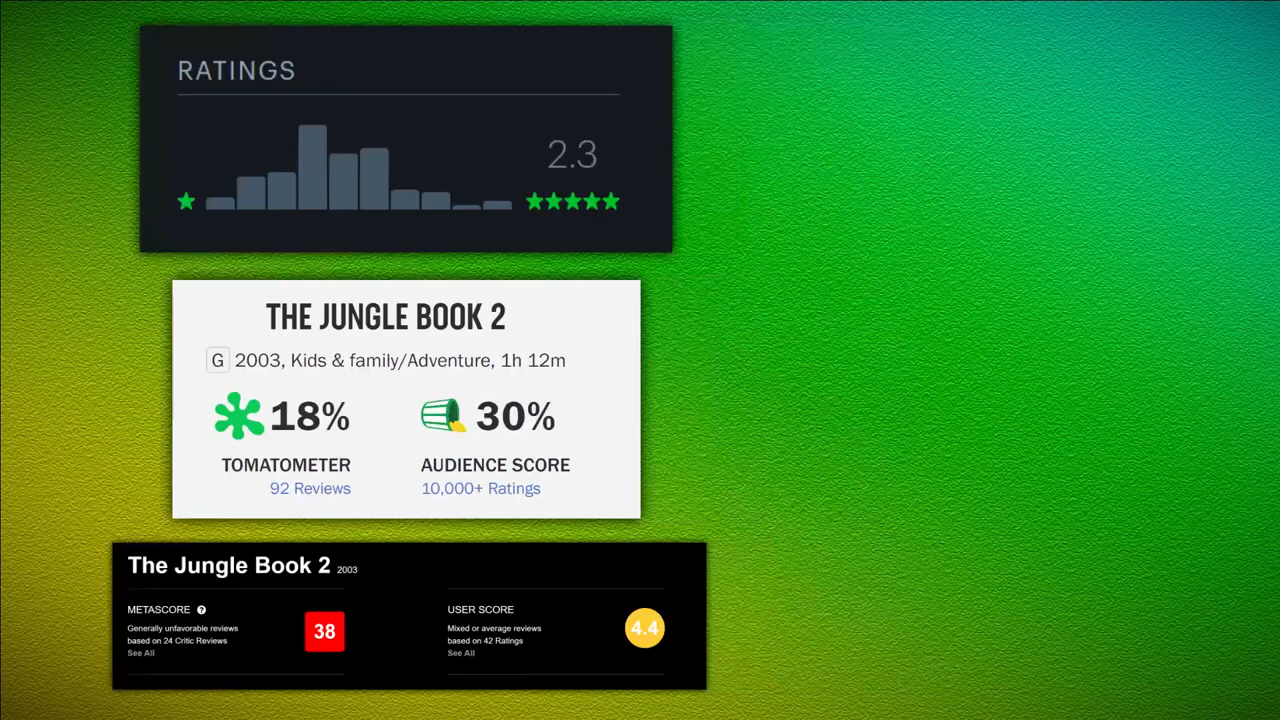 RATINGS
2.3
THE JUNGLE BOOK 2
G 2003, Kids & family/Adventure, 1h 12m
18% 30%
TOMATOMETER AUDIENCE SCORE
92 Reviews 10,000+ Ratings
The Jungle Book 2 2003
METASCORE ?
Generally unfavorable reviews
based on 24 Critic Reviews
See All
38
USER SCORE
Mixed or average reviews
based on 42 Ratings
See All
4.4